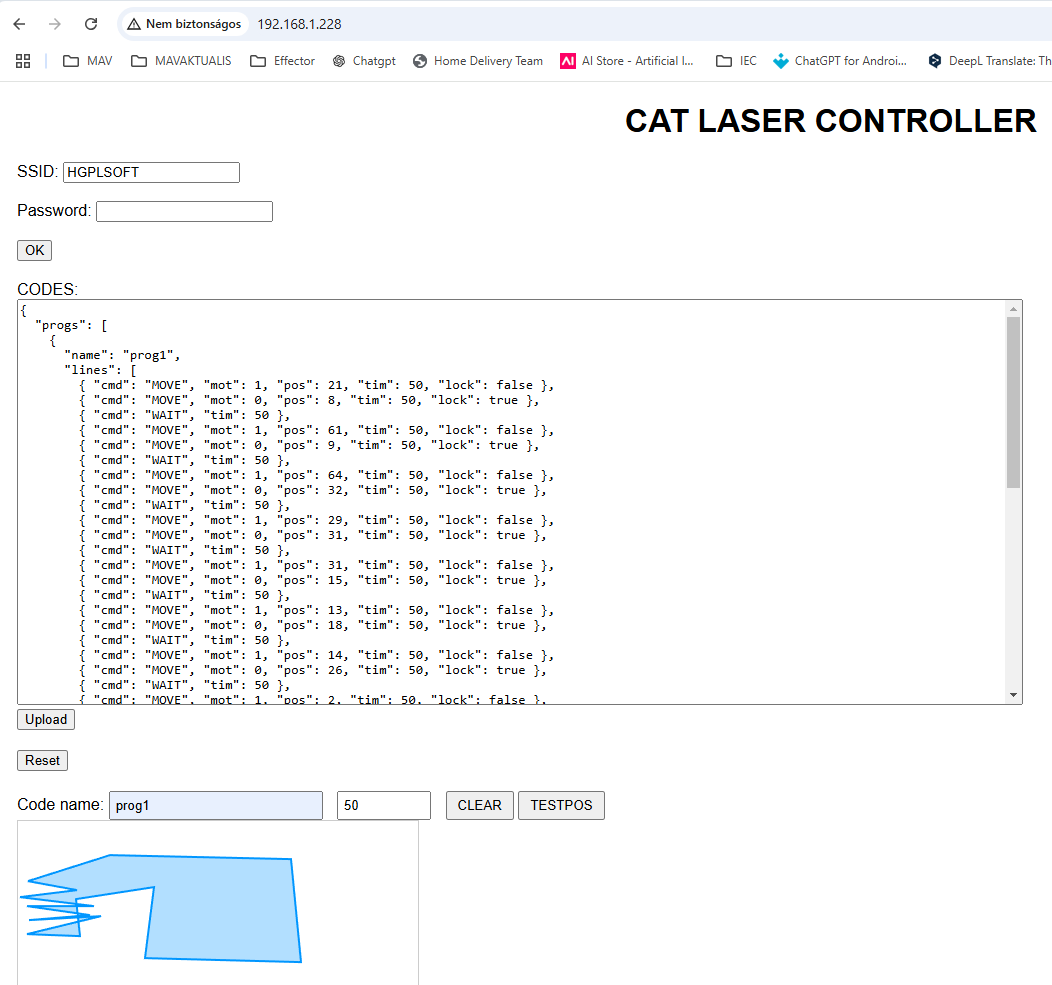 Nem biztonságos 192.168.1.228
MAV MAVAKTUALIS Effector Chatgpt Home Delivery Team AI AI Store - Artificial I... IEC ChatGPT for Androi... DeepL Translate: Th
CAT LASER CONTROLLER
SSID: HGPLSOFT
Password:
OK
CODES:
{
  "progs": [
    {
      "name": "prog1",
      "lines": [
        { "cmd": "MOVE", "mot": 1, "pos": 21, "tim": 50, "lock": false },
        { "cmd": "MOVE", "mot": 0, "pos": 8, "tim": 50, "lock": true },
        { "cmd": "WAIT", "tim": 50 },
        { "cmd": "MOVE", "mot": 1, "pos": 61, "tim": 50, "lock": false },
        { "cmd": "MOVE", "mot": 0, "pos": 9, "tim": 50, "lock": true },
        { "cmd": "WAIT", "tim": 50 },
        { "cmd": "MOVE", "mot": 1, "pos": 64, "tim": 50, "lock": false },
        { "cmd": "MOVE", "mot": 0, "pos": 32, "tim": 50, "lock": true },
        { "cmd": "WAIT", "tim": 50 },
        { "cmd": "MOVE", "mot": 1, "pos": 29, "tim": 50, "lock": false },
        { "cmd": "MOVE", "mot": 0, "pos": 31, "tim": 50, "lock": true },
        { "cmd": "WAIT", "tim": 50 },
        { "cmd": "MOVE", "mot": 1, "pos": 31, "tim": 50, "lock": false },
        { "cmd": "MOVE", "mot": 0, "pos": 15, "tim": 50, "lock": true },
        { "cmd": "WAIT", "tim": 50 },
        { "cmd": "MOVE", "mot": 1, "pos": 13, "tim": 50, "lock": false },
        { "cmd": "MOVE", "mot": 0, "pos": 18, "tim": 50, "lock": true },
        { "cmd": "WAIT", "tim": 50 },
        { "cmd": "MOVE", "mot": 1, "pos": 14, "tim": 50, "lock": false },
        { "cmd": "MOVE", "mot": 0, "pos": 26, "tim": 50, "lock": true },
        { "cmd": "WAIT", "tim": 50 },
        { "cmd": "MOVE", "mot": 1, "pos": 2, "tim": 50, "lock": false },
Upload
Reset
Code name: prog1 50 CLEAR TESTPOS